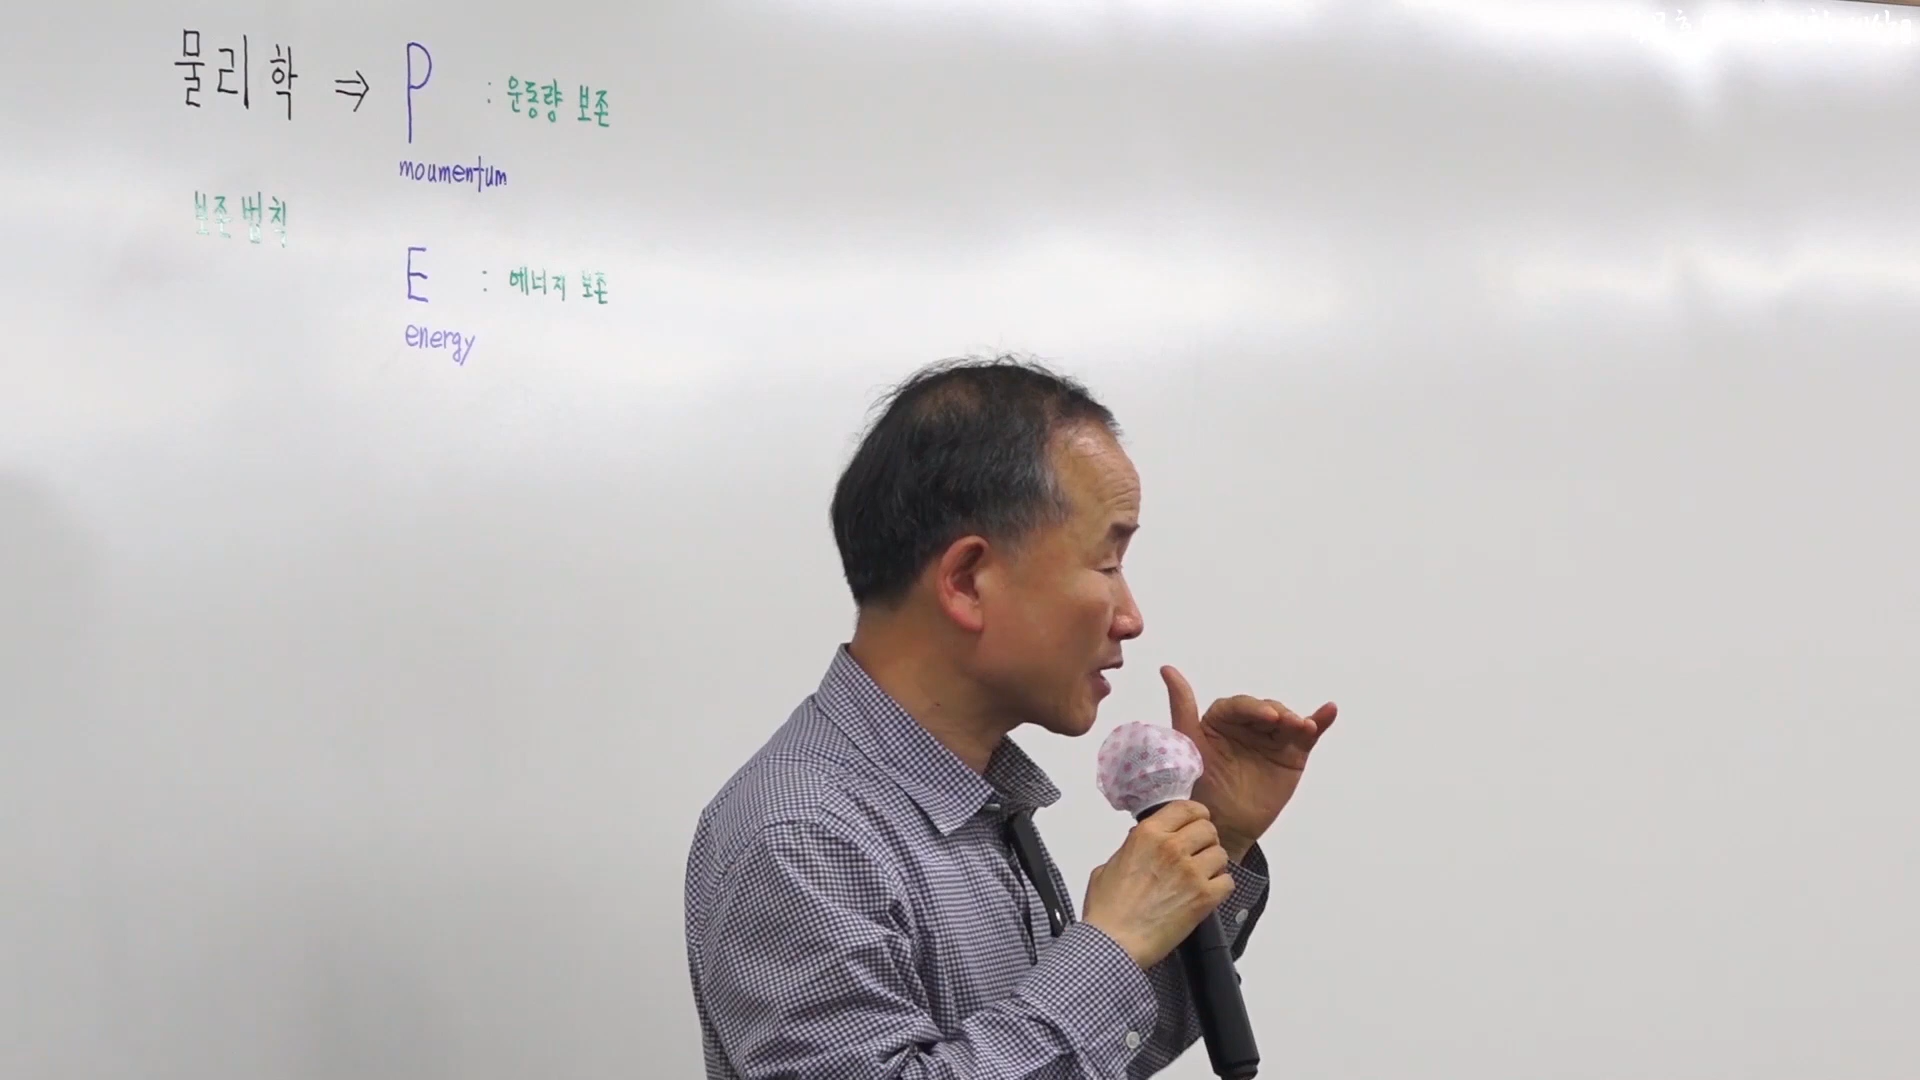 물리학 ⇒ P : 운동량 보존
moumentum
보존법칙
E : 에너지 보존
energy